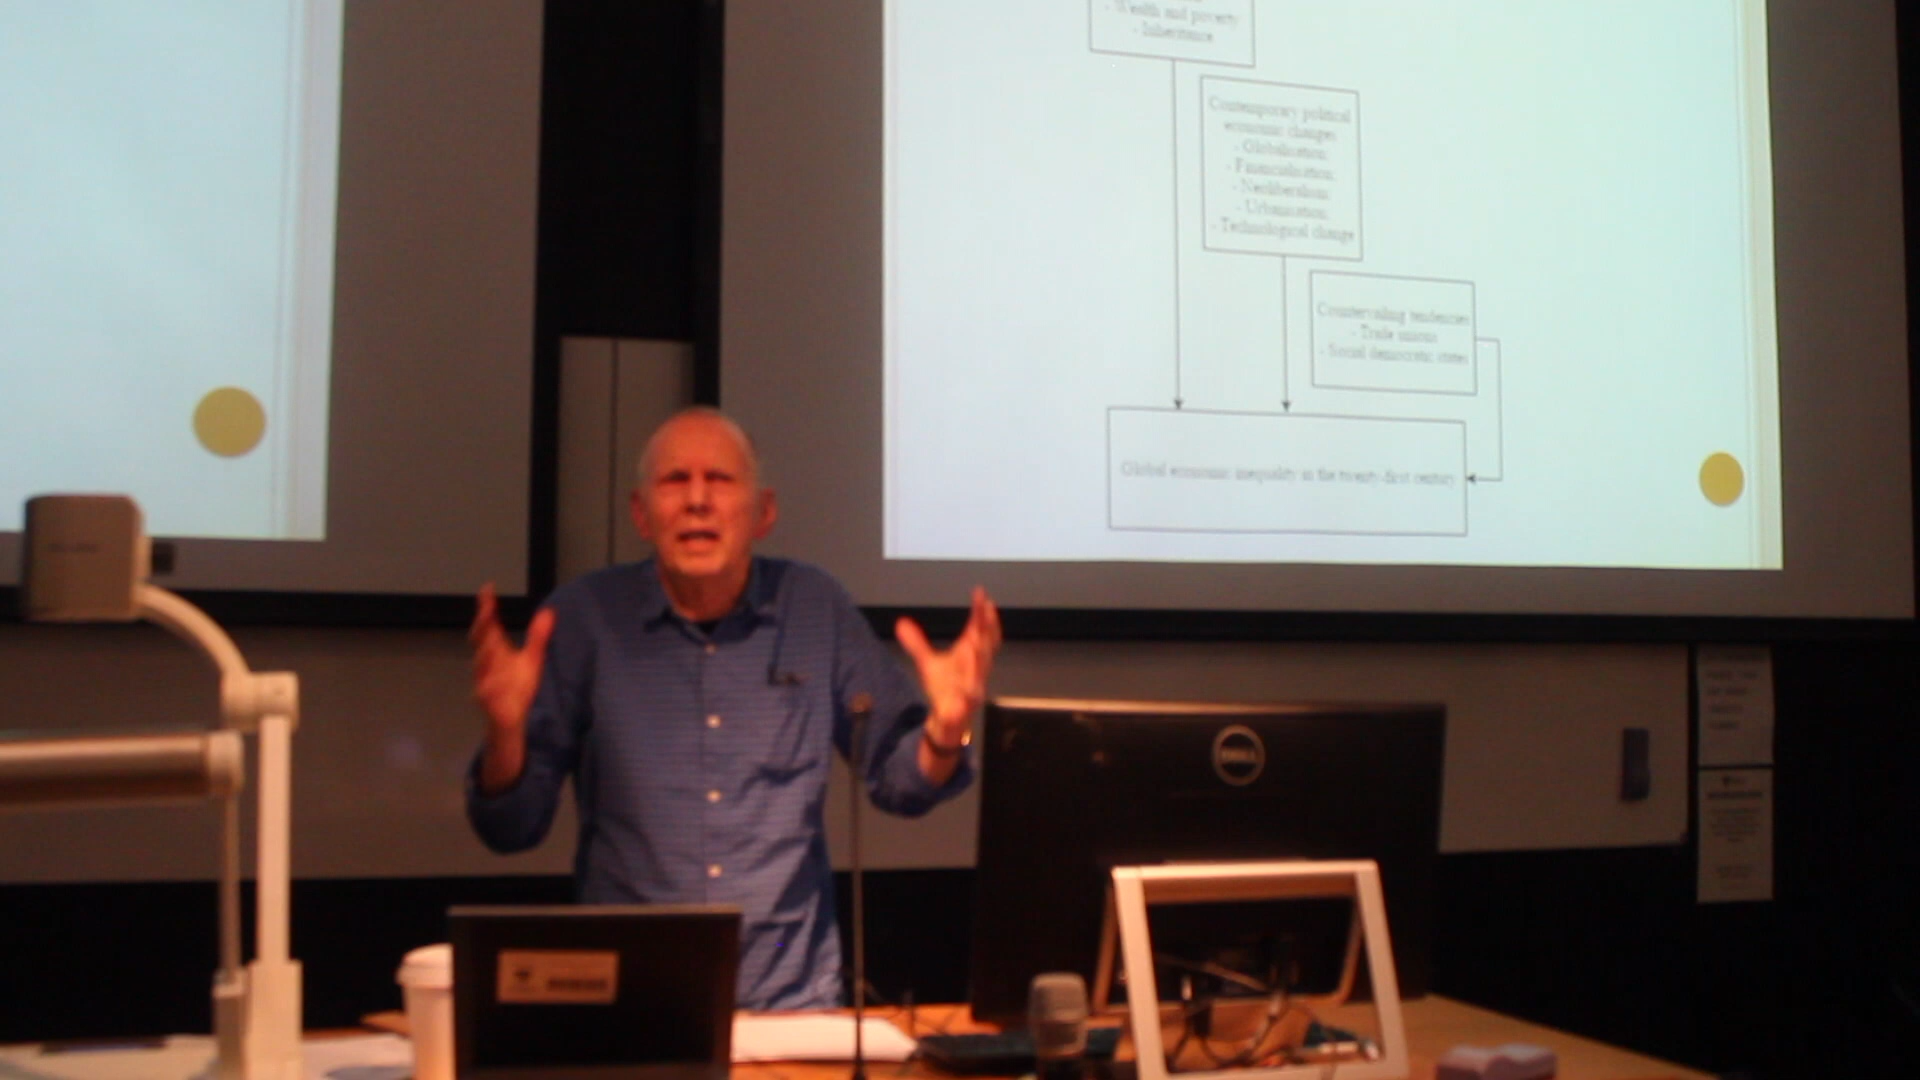 - Wealth and poverty
- Inheritance
Contemporary political
economic changes
- Globalisation
- Financialisation
- Neoliberalism
- Urbanisation
- Technological change
Countervailing tendencies
- Trade unions
- Social democratic states
Global economic inequality in the twenty-first century
DELL